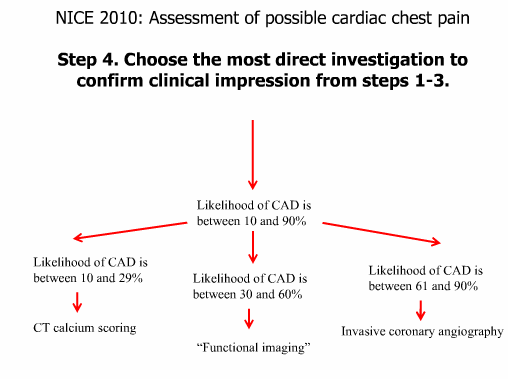 NICE 2010: Assessment of possible cardiac chest pain
Step 4. Choose the most direct investigation to
confirm clinical impression from steps 1-3.
Likelihood of CAD is
between 10 and 90%
Likelihood of CAD is
between 10 and 29%
CT calcium scoring
Likelihood of CAD is
between 30 and 60%
“Functional imaging”
Likelihood of CAD is
between 61 and 90%
Invasive coronary angiography